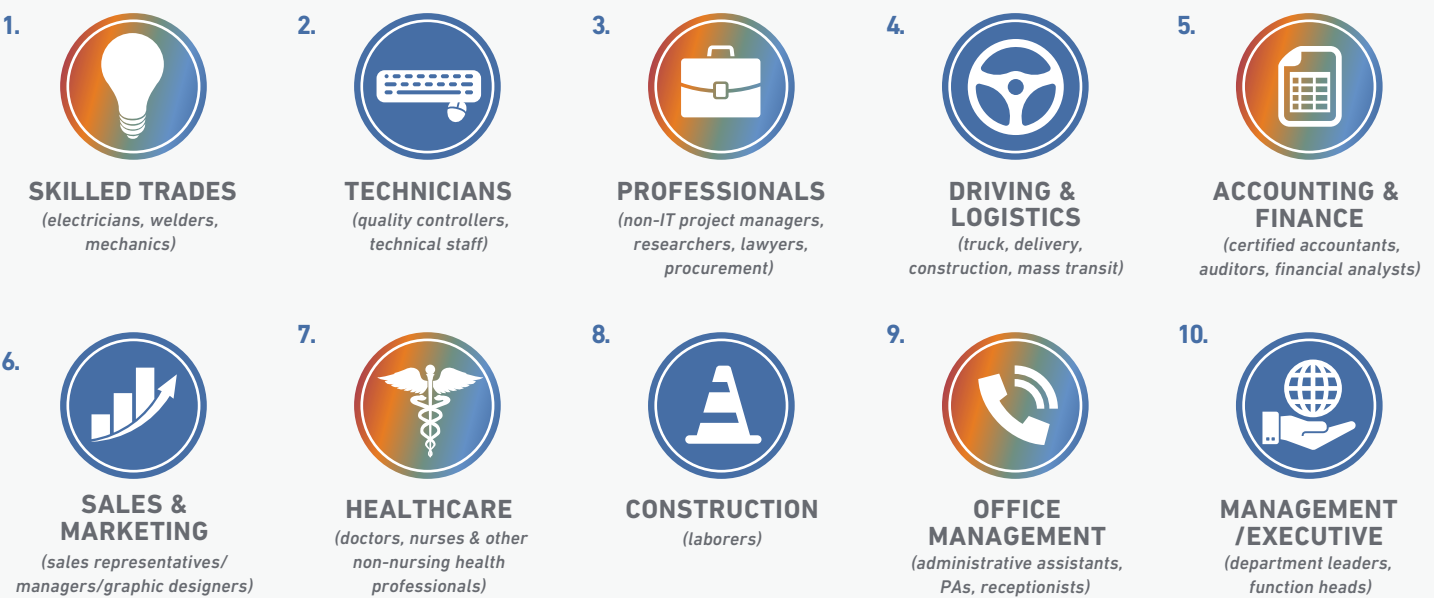 1.
SKILLED TRADES
(electricians, welders,
mechanics)
2.
TECHNICIANS
(quality controllers,
technical staff)
3.
PROFESSIONALS
(non-IT project managers,
researchers, lawyers,
procurement)
4.
DRIVING &
LOGISTICS
(truck, delivery,
construction, mass transit)
5.
ACCOUNTING &
FINANCE
(certified accountants,
auditors, financial analysts)
6.
SALES &
MARKETING
(sales representatives/
managers/graphic designers)
7.
HEALTHCARE
(doctors, nurses & other
non-nursing health
professionals)
8.
CONSTRUCTION
(laborers)
9.
OFFICE
MANAGEMENT
(administrative assistants,
PAs, receptionists)
10.
MANAGEMENT
/EXECUTIVE
(department leaders,
function heads)